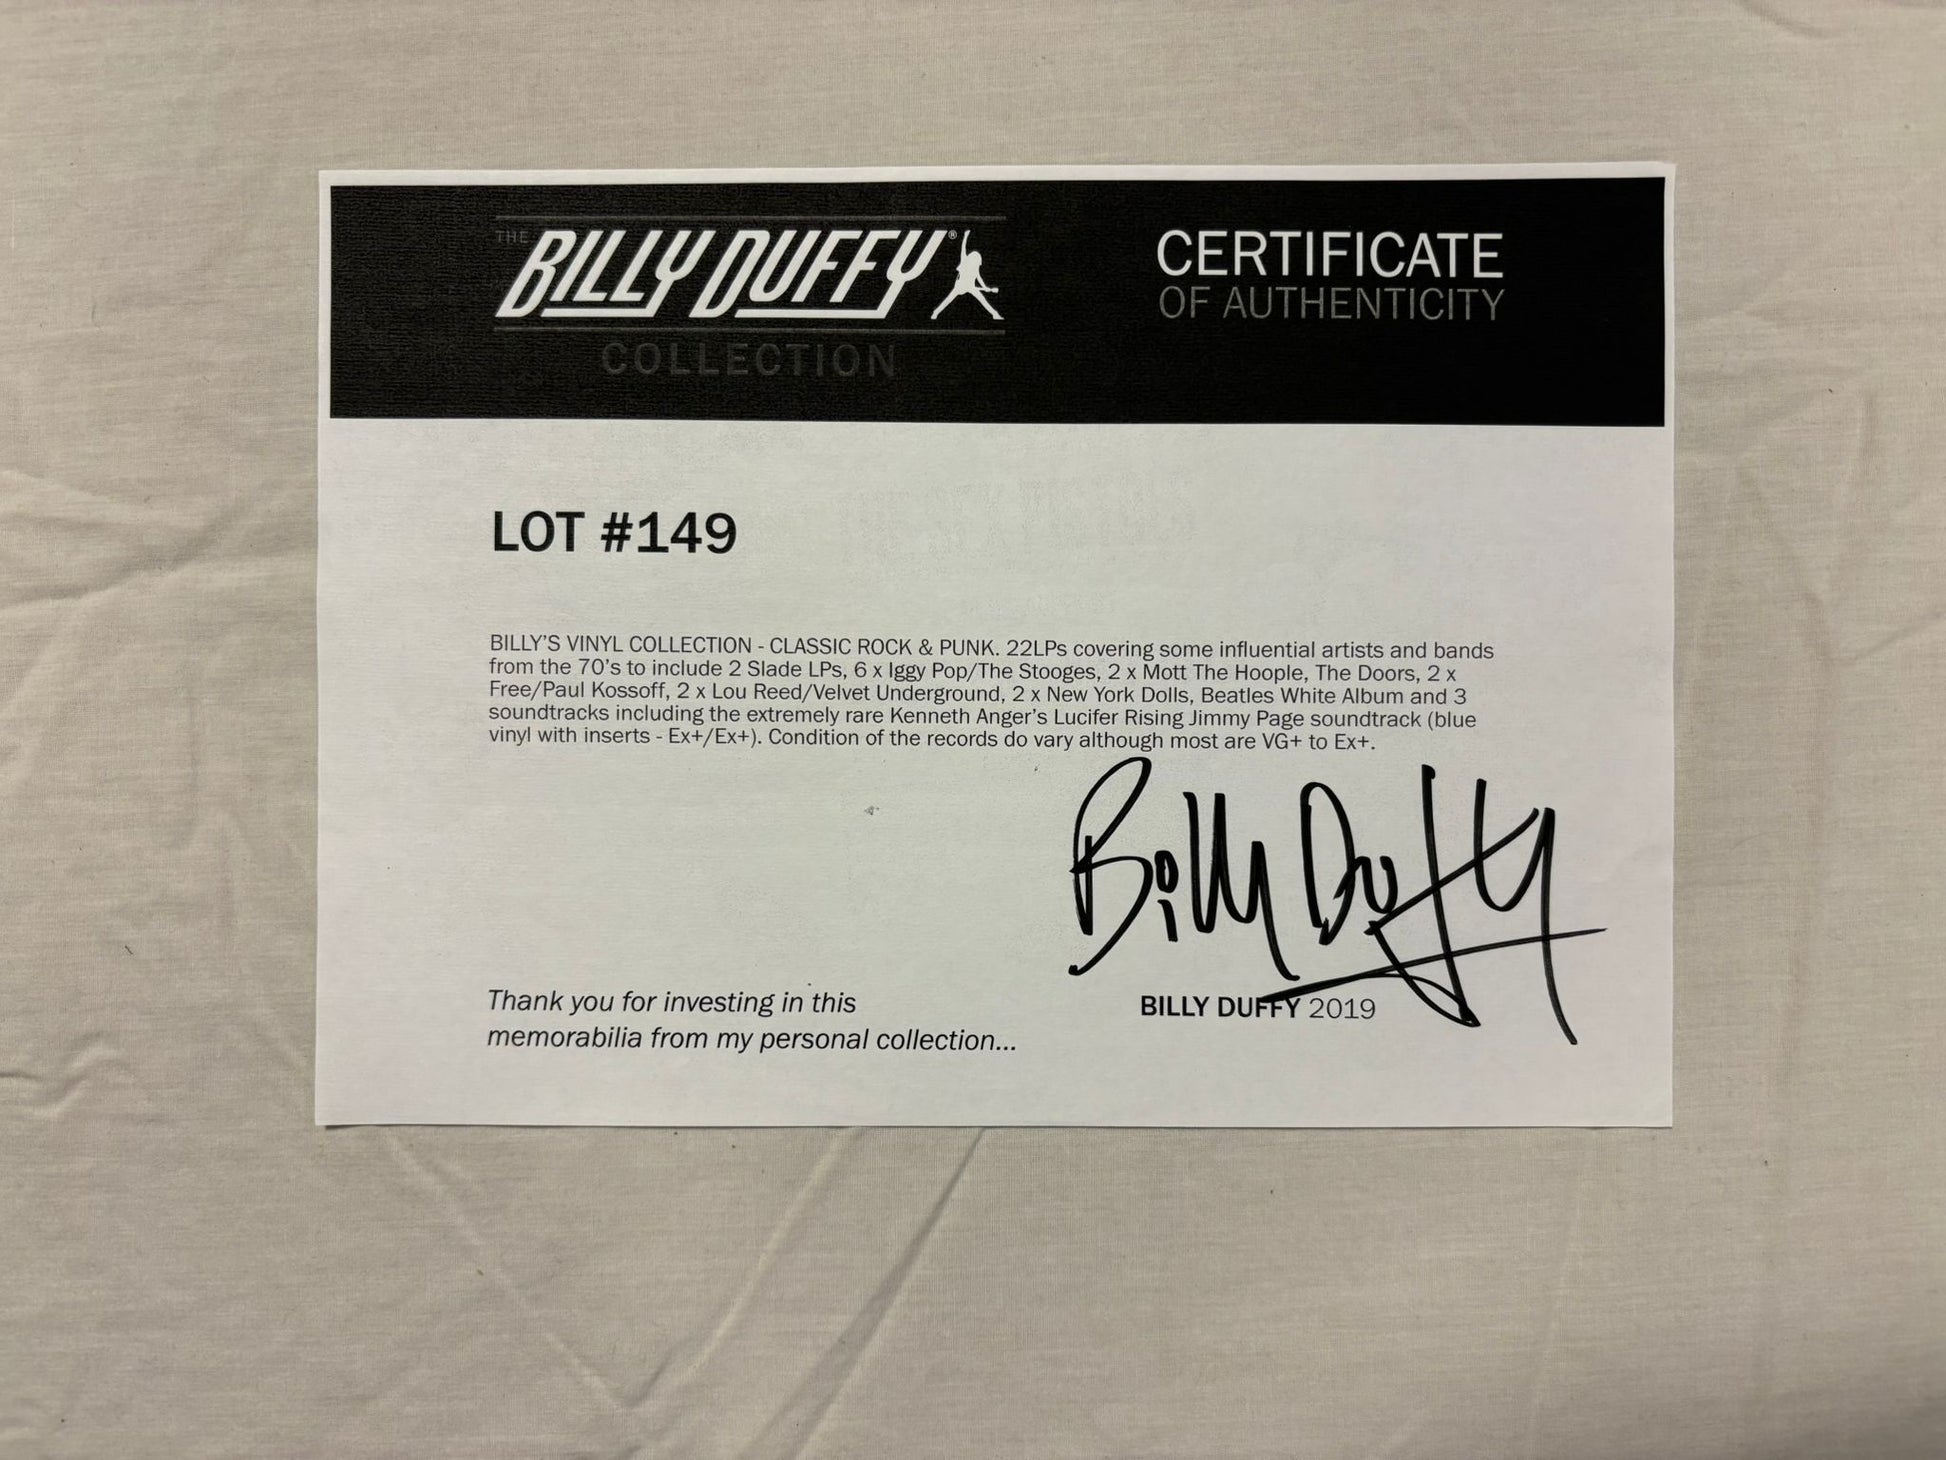 THE BILLY DUFFY®
COLLECTION
CERTIFICATE
OF AUTHENTICITY
LOT #149
BILLY'S VINYL COLLECTION - CLASSIC ROCK & PUNK. 22LPs covering some influential artists and bands
from the 70's to include 2 Slade LPs, 6 x Iggy Pop/The Stooges, 2 x Mott The Hoople, The Doors, 2 x
Free/Paul Kossoff, 2 x Lou Reed/Velvet Underground, 2 x New York Dolls, Beatles White Album and 3
soundtracks including the extremely rare Kenneth Anger's Lucifer Rising Jimmy Page soundtrack (blue
vinyl with inserts - Ex+/Ex+). Condition of the records do vary although most are VG+ to Ex+.
Billy Duffy
Thank you for investing in this
memorabilia from my personal collection...
BILLY DUFFY 2019